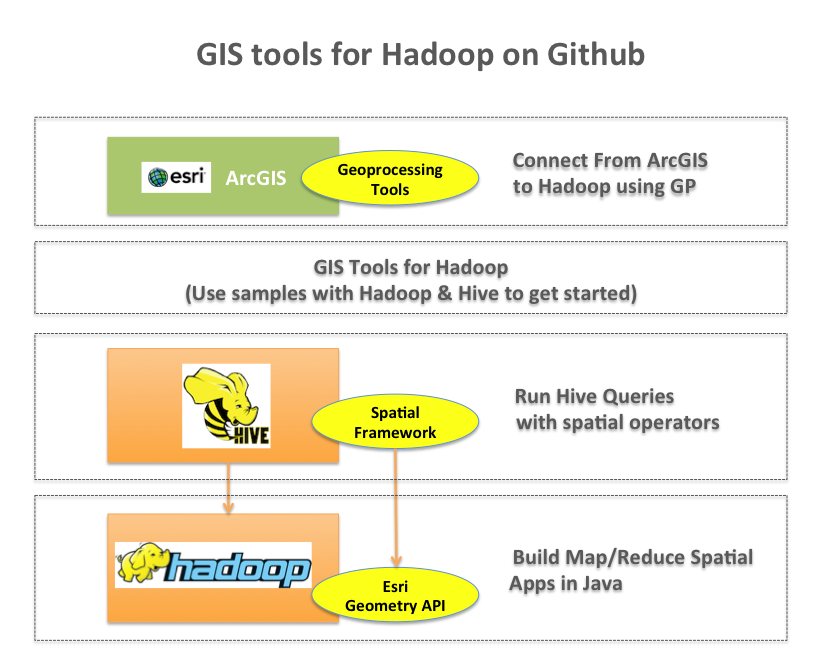 GIS tools for Hadoop on Github
esri
ArcGIS
Geoprocessing
Tools
Connect From ArcGIS
to Hadoop using GP
GIS Tools for Hadoop
(Use samples with Hadoop & Hive to get started)
HIVE
Spatial
Framework
Run Hive Queries
with spatial operators
hadoop
Esri
Geometry API
Build Map/Reduce Spatial
Apps in Java